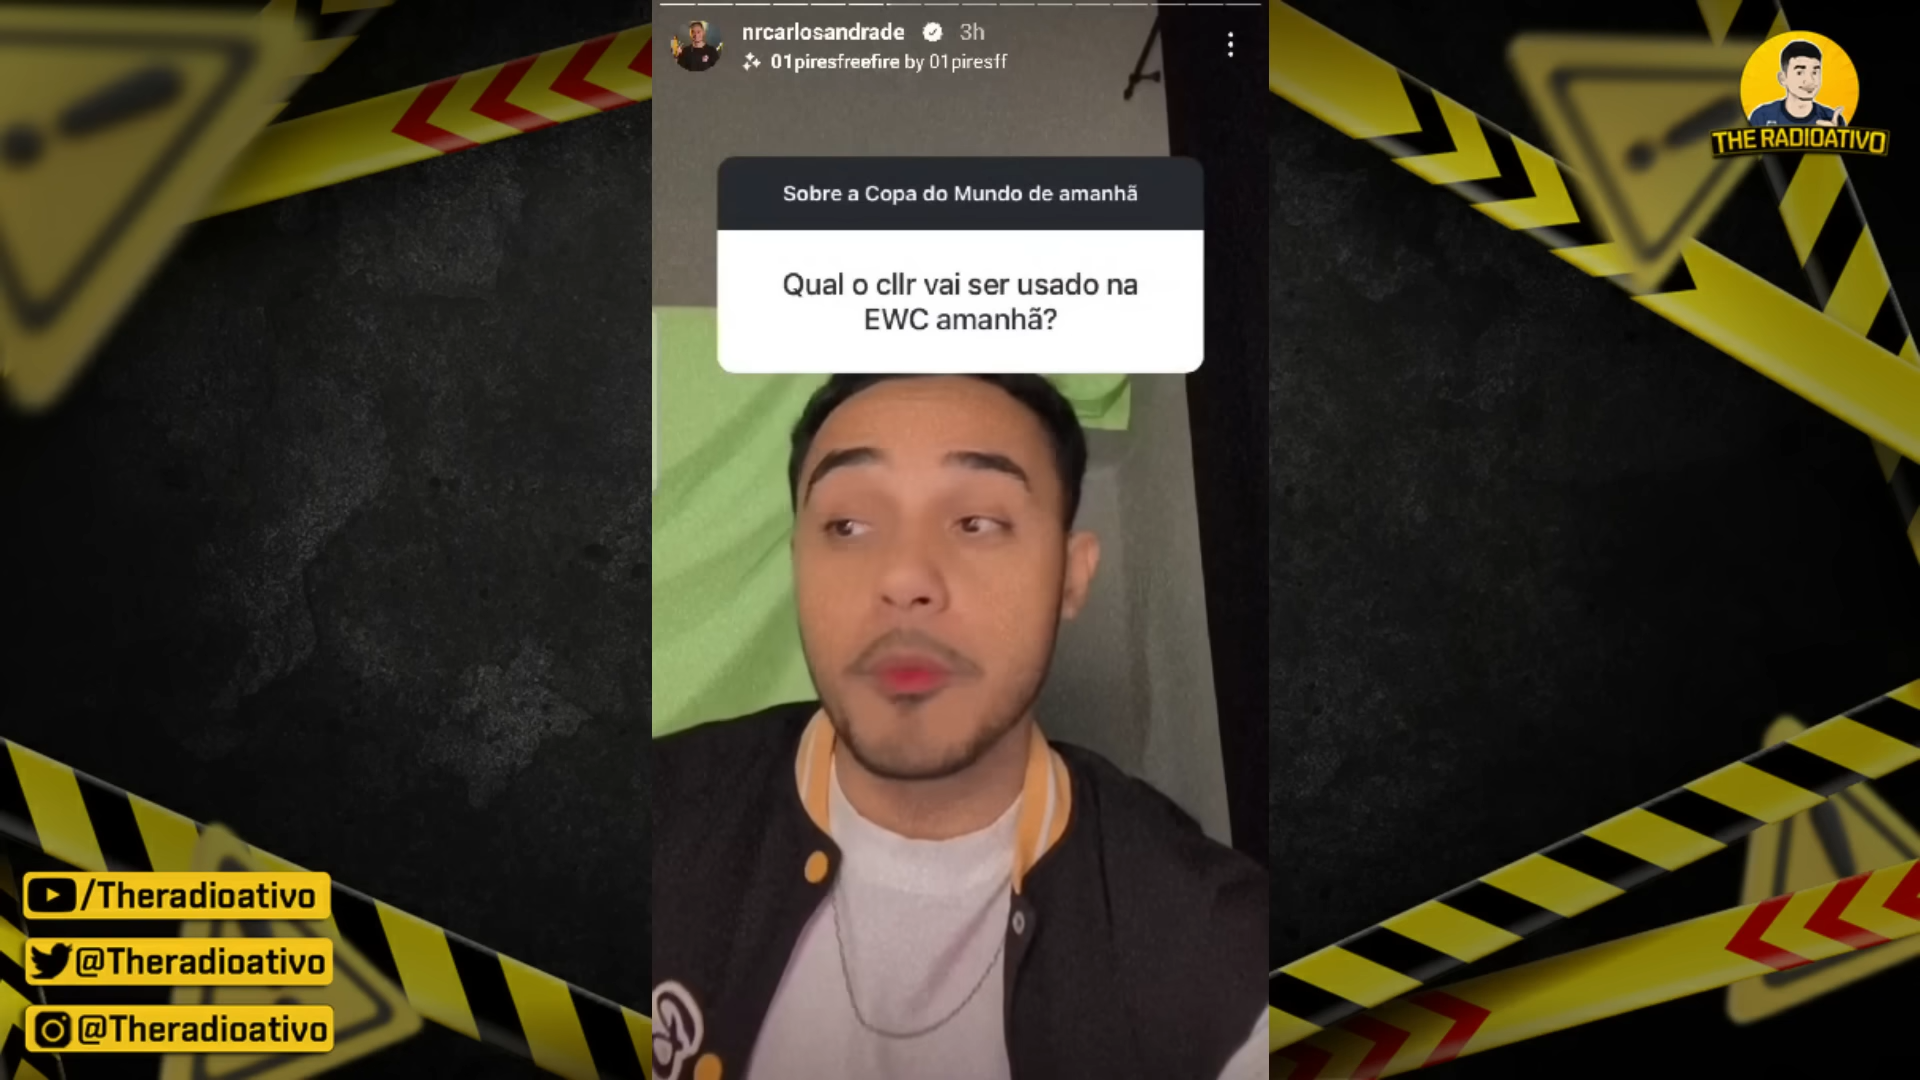 nrcarlosandrade 3h
01piresfreefire by 01piresff
THE RADIOATIVO
Sobre a Copa do Mundo de amanhã
Qual o cllr vai ser usado na
EWC amanhã?
/Theradioativo
@Theradioativo
@Theradioativo